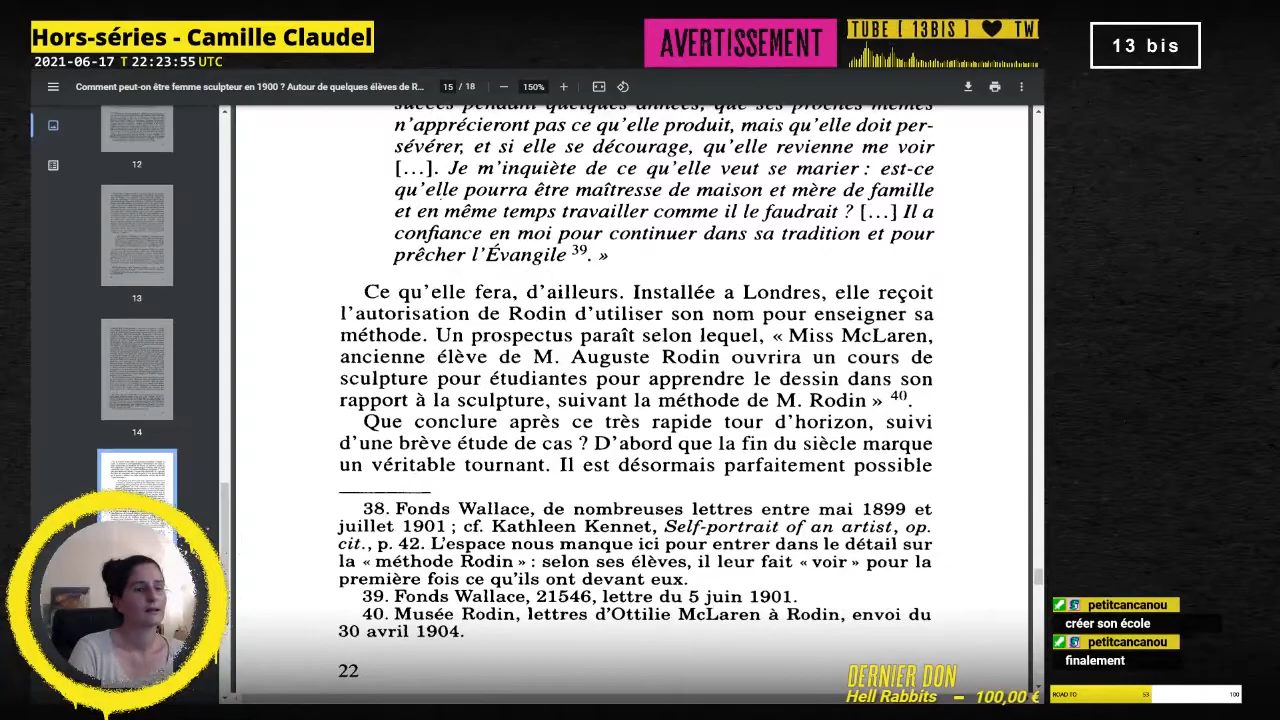 Hors-séries - Camille Claudel
2021-06-17 T 22:23:55 UTC
AVERTISSEMENT
TUBE [ 13BIS ] ♥ TW
13 bis
Comment peut-on être femme sculpteur en 1900 ? Autour de quelques élèves de R...
15 / 18
150%
12
13
14
succès pendant quelques années, que ses proches mêmes
n'apprécieront pas ce qu'elle produit, mais qu'elle doit per-
sévérer, et si elle se décourage, qu'elle revienne me voir
[...]. Je m'inquiète de ce qu'elle veut se marier : est-ce
qu'elle pourra être maîtresse de maison et mère de famille
et en même temps travailler comme il le faudrait ? [...] Il a
confiance en moi pour continuer dans sa tradition et pour
prêcher l'Évangile 39. »
Ce qu'elle fera, d'ailleurs. Installée a Londres, elle reçoit
l'autorisation de Rodin d'utiliser son nom pour enseigner sa
méthode. Un prospectus paraît selon lequel, « Miss McLaren,
ancienne élève de M. Auguste Rodin ouvrira un cours de
sculpture pour étudiantes pour apprendre le dessin dans son
rapport à la sculpture, suivant la méthode de M. Rodin » 40.
Que conclure après ce très rapide tour d'horizon, suivi
d'une brève étude de cas ? D'abord que la fin du siècle marque
un véritable tournant. Il est désormais parfaitement possible
38. Fonds Wallace, de nombreuses lettres entre mai 1899 et
juillet 1901 ; cf. Kathleen Kennet, Self-portrait of an artist, op.
cit., p. 42. L'espace nous manque ici pour entrer dans le détail sur
la « méthode Rodin » : selon ses élèves, il leur fait « voir » pour la
première fois ce qu'ils ont devant eux.
39. Fonds Wallace, 21546, lettre du 5 juin 1901.
40. Musée Rodin, lettres d'Ottilie McLaren à Rodin, envoi du
30 avril 1904.
22
petitcancanou
créer son école
petitcancanou
finalement
DERNIER DON
Hell Rabbits – 100,00 €
ROAD TO 53 100